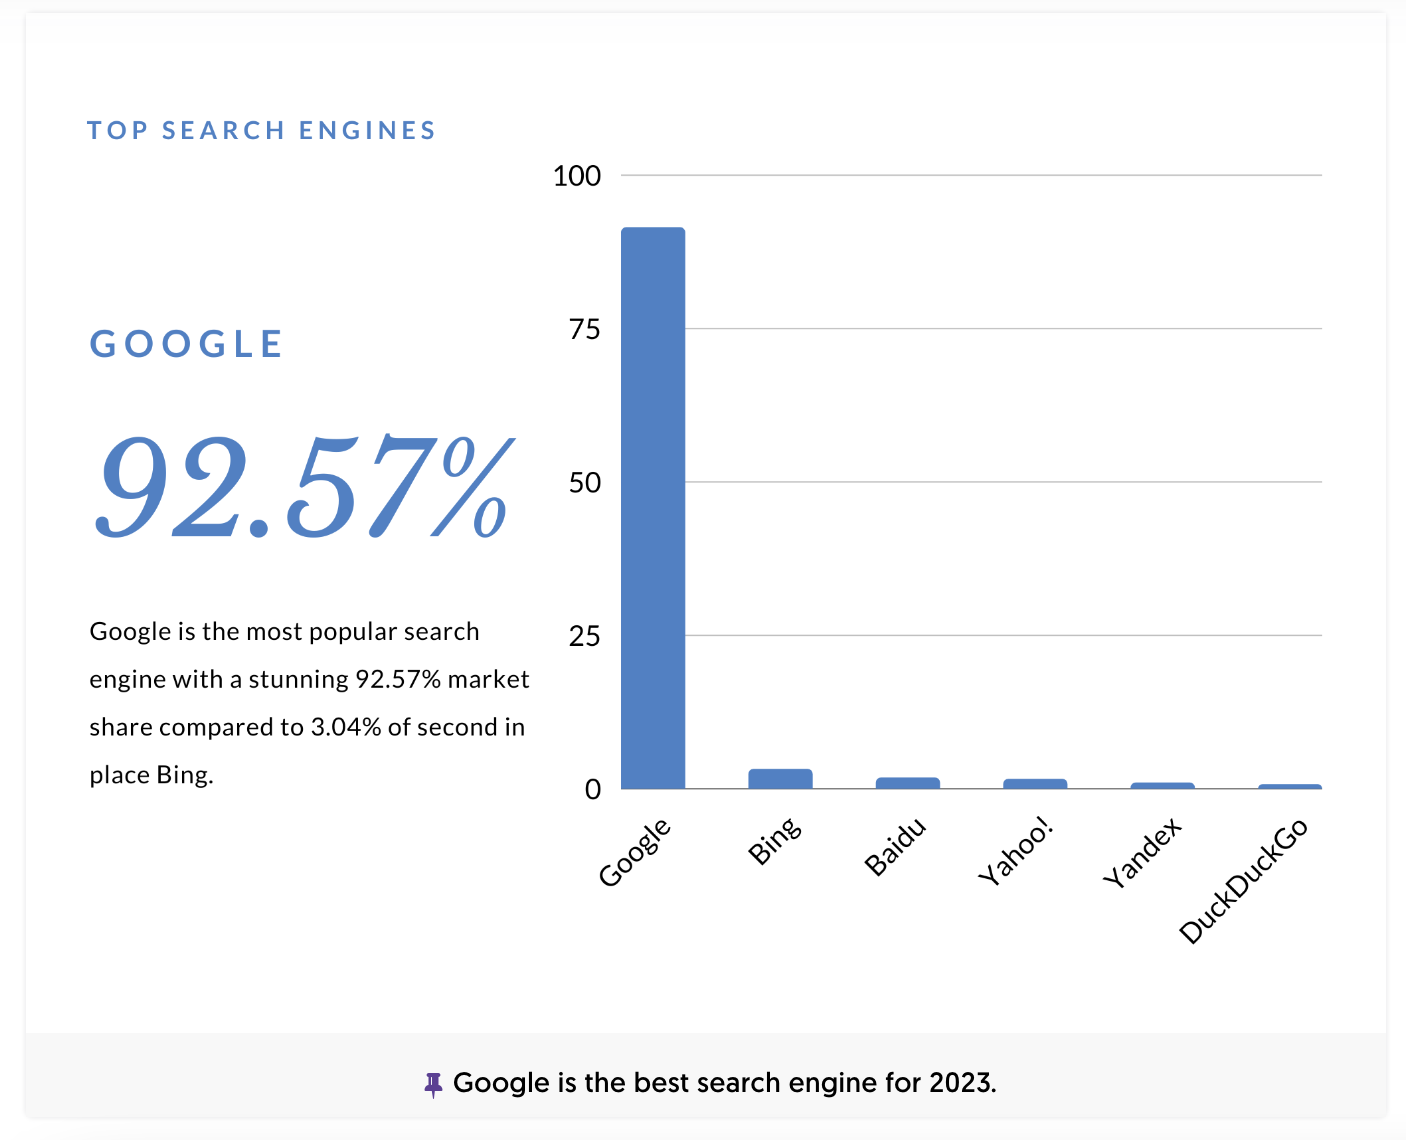 TOP SEARCH ENGINES
GOOGLE
92.57%
Google is the most popular search
engine with a stunning 92.57% market
share compared to 3.04% of second in
place Bing.
100
75
50
25
0
Google
Bing
Baidu
Yahoo!
Yandex
DuckDuckGo
Google is the best search engine for 2023.